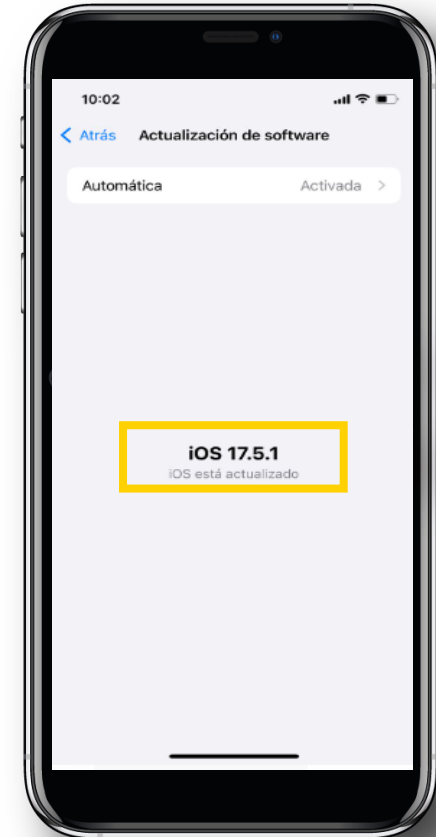 10:02
Atrás Actualización de software
Automática Activada
iOS 17.5.1
iOS está actualizado